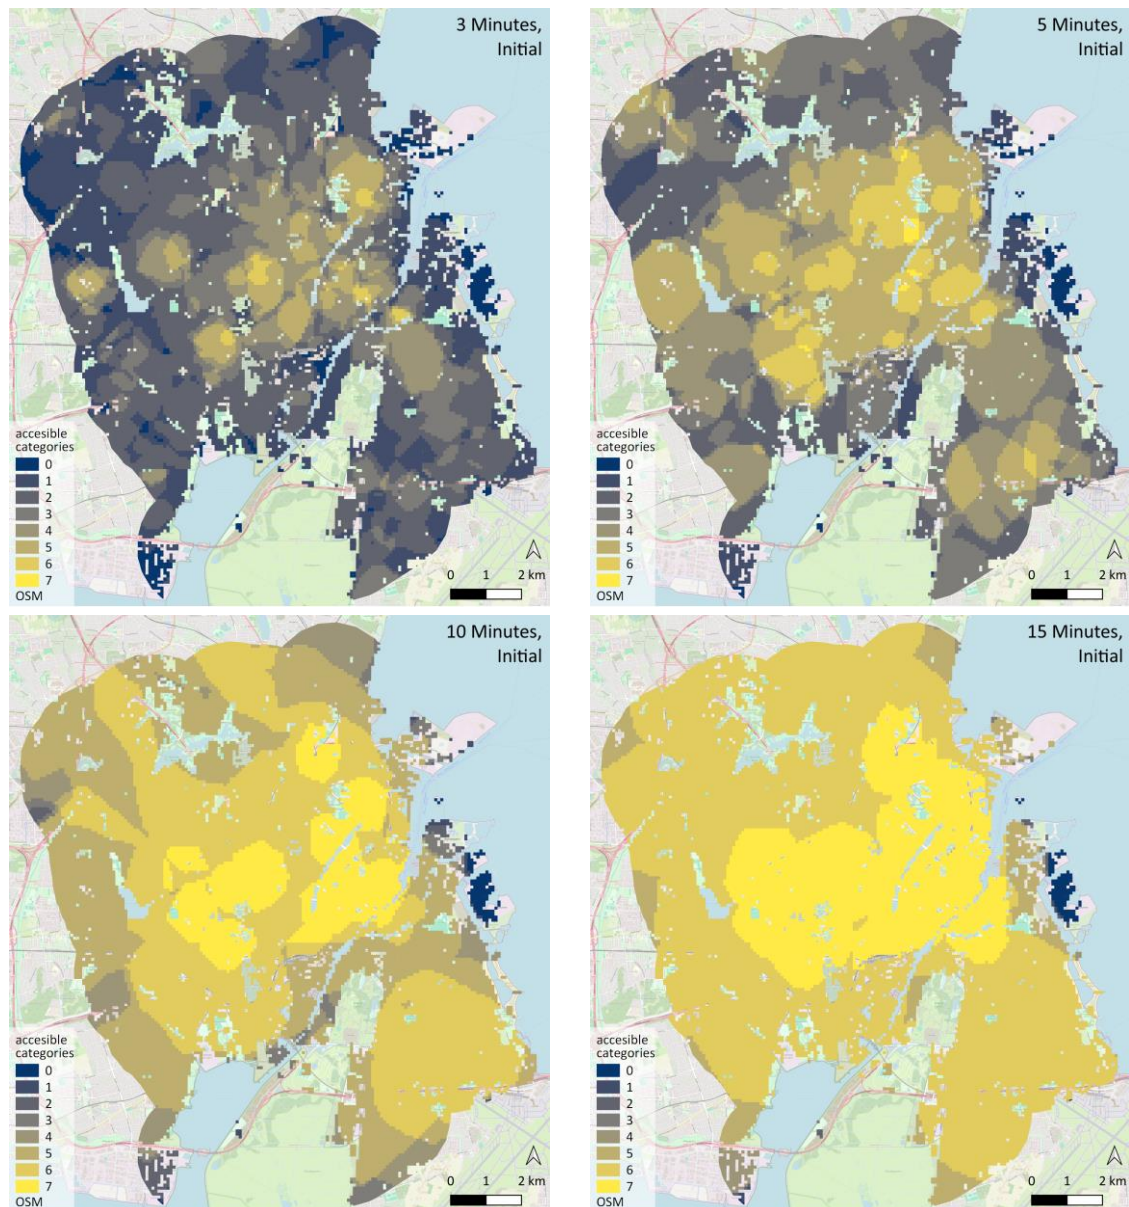 3 Minutes,
Initial
accesible
categories
0
1
2
3
4
5
6
7
OSM
0 1 2 km
5 Minutes,
Initial
accesible
categories
0
1
2
3
4
5
6
7
OSM
0 1 2 km
10 Minutes,
Initial
accesible
categories
0
1
2
3
4
5
6
7
OSM
0 1 2 km
15 Minutes,
Initial
accesible
categories
0
1
2
3
4
5
6
7
OSM
0 1 2 km